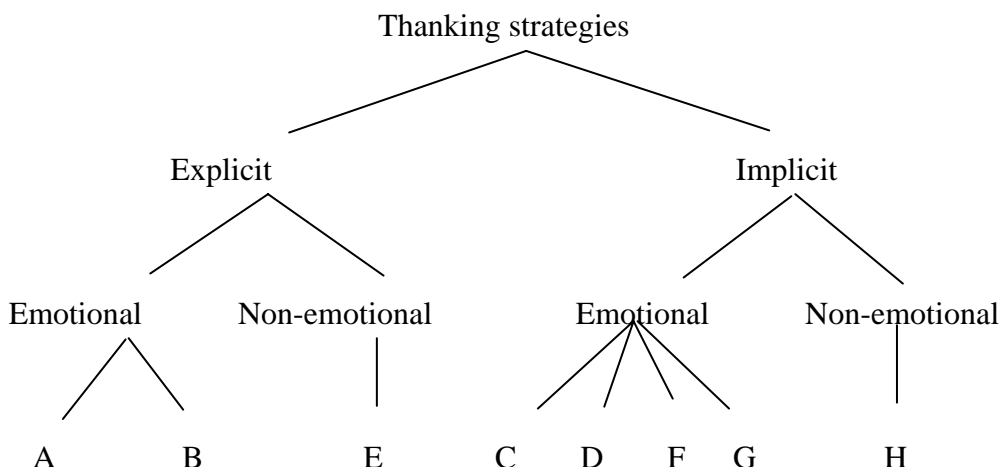 Thanking strategies
Explicit Implicit
Emotional Non-emotional Emotional Non-emotional
A B E C D F G H